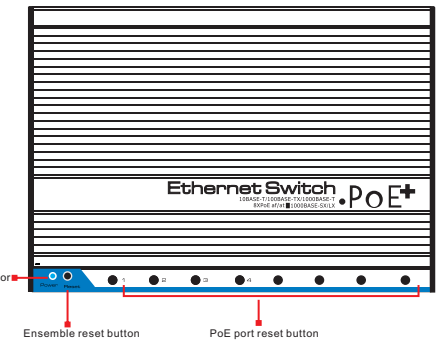 Ethernet Switch
10BASE-T/100BASE-TX/1000BASE-T
8XPoE af/at 1000BASE-SX/LX
PoE+
or
Power Reset 1 2 3 4
Ensemble reset button PoE port reset button